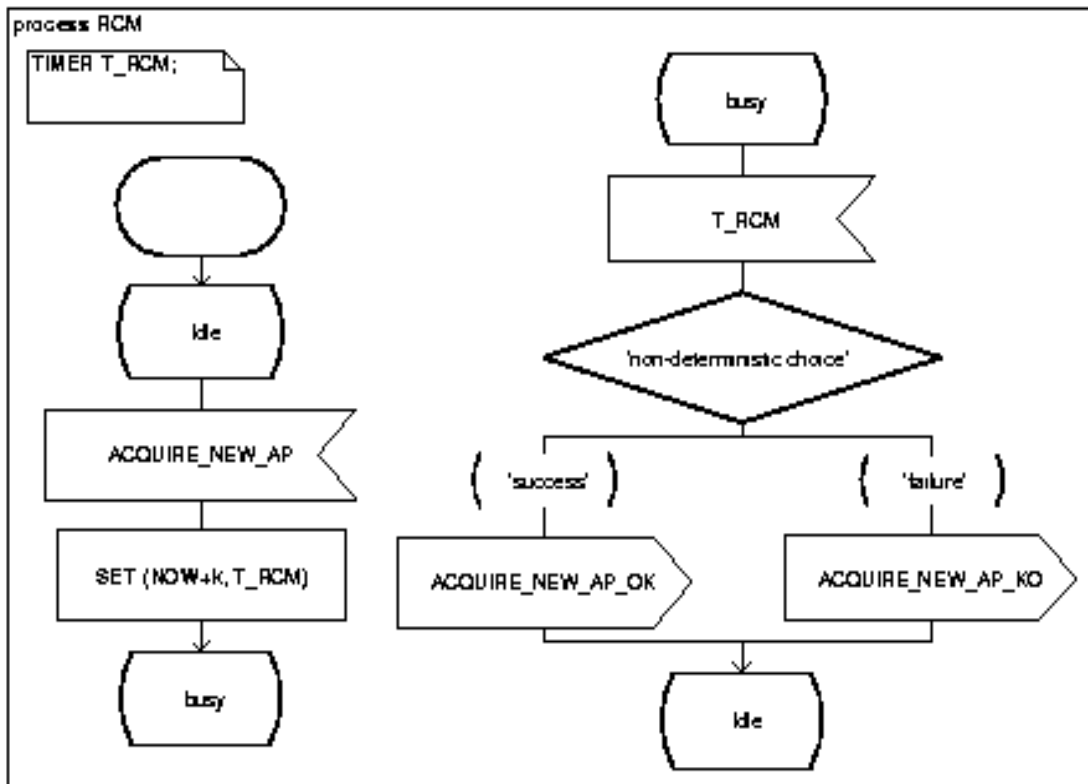 process RCM
TIMER T_RCM;
Idle
ACQUIRE_NEW_AP
SET (NOW+k, T_RCM)
busy
busy
T_RCM
'non-deterministic choice'
'success'
'failure'
ACQUIRE_NEW_AP_OK
ACQUIRE_NEW_AP_KO
Idle